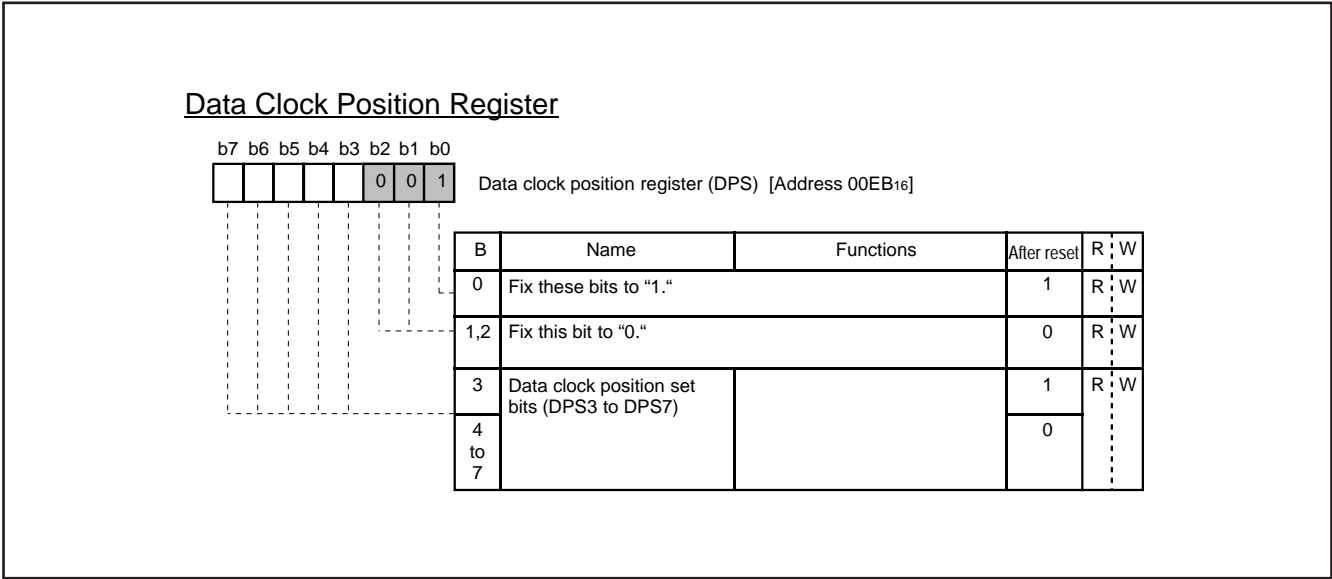 Data Clock Position Register
b7 b6 b5 b4 b3 b2 b1 b0
0 0 1
Data clock position register (DPS) [Address 00EB16]
B Name Functions After reset R W
0 Fix these bits to “1.“ 1 R W
1,2 Fix this bit to “0.“ 0 R W
3 Data clock position set 1 R W
bits (DPS3 to DPS7)
4 0
to
7